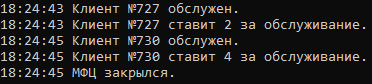 18:24:43 Клиент №727 обслужен.
18:24:43 Клиент №727 ставит 2 за обслуживание.
18:24:45 Клиент №730 обслужен.
18:24:45 Клиент №730 ставит 4 за обслуживание.
18:24:45 МФЦ закрылся.